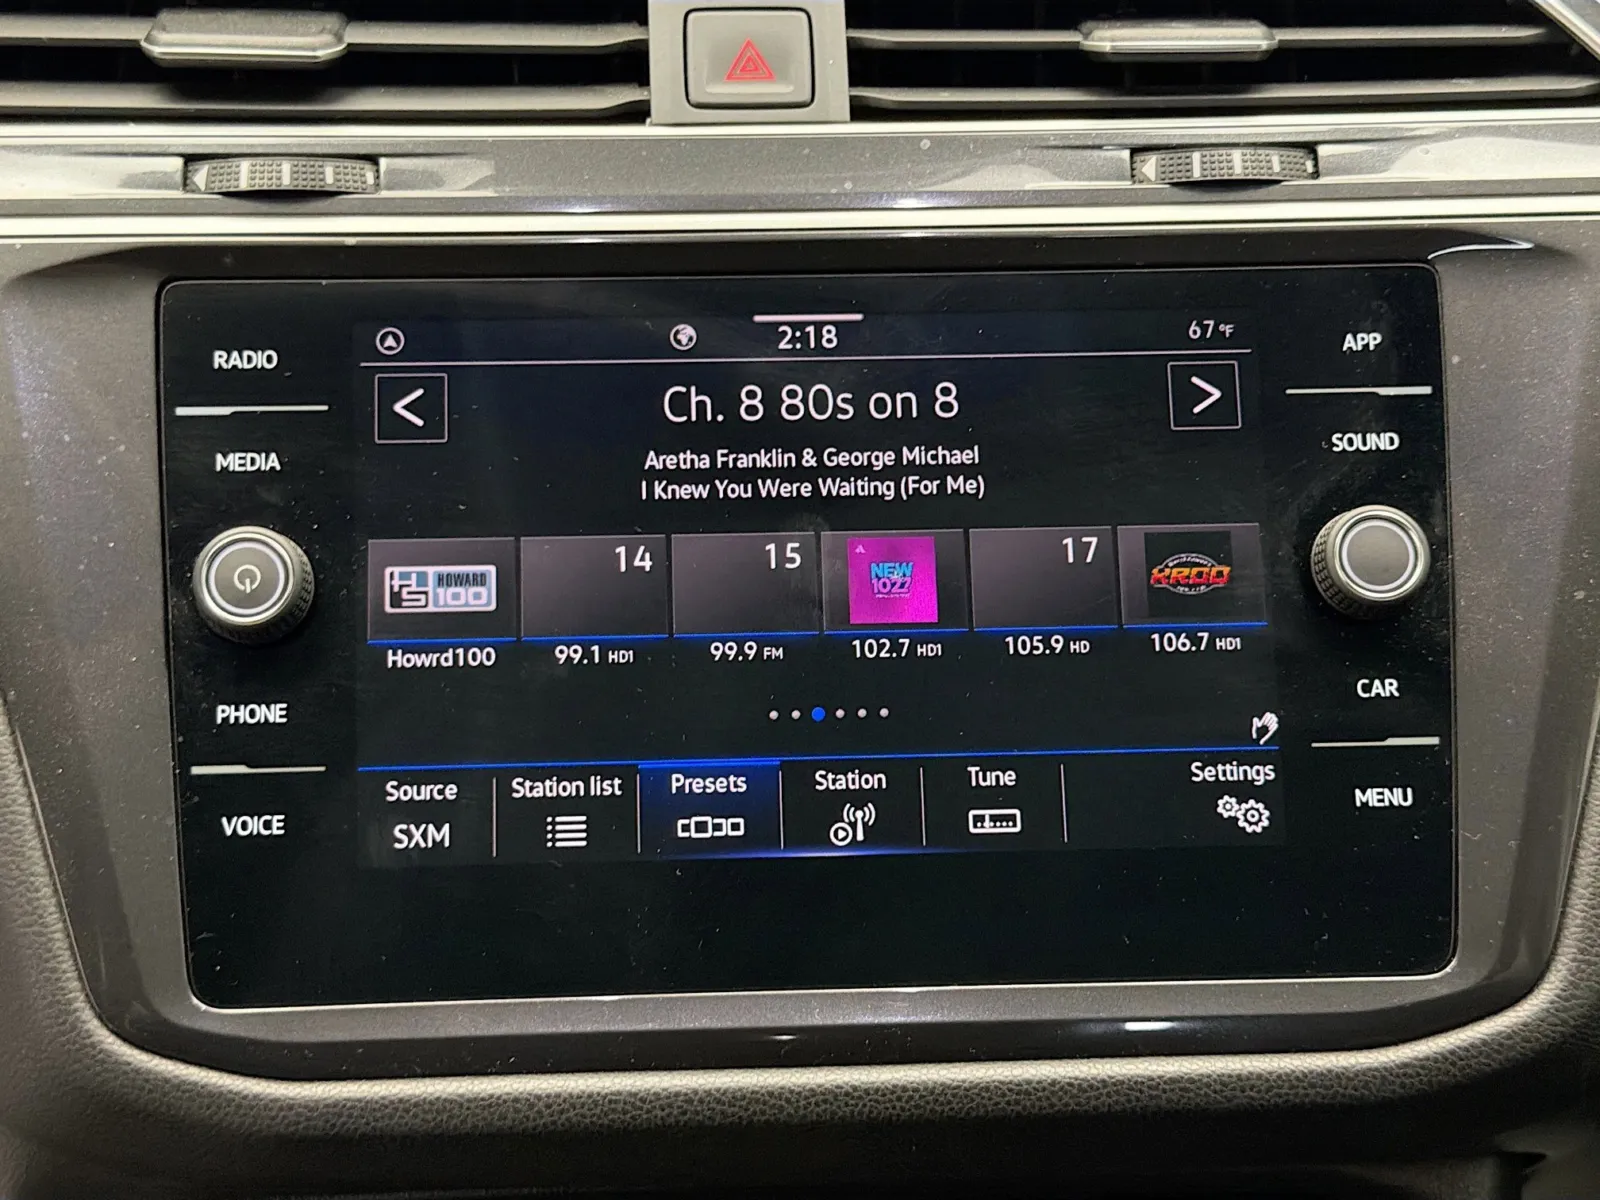 RADIO
MEDIA
PHONE
VOICE
2:18
67°F
< Ch. 8 80s on 8 >
Aretha Franklin & George Michael
I Knew You Were Waiting (For Me)
HS HOWARD 100
14
15
NEW 102.7
17
KROQ
Howrd100
99.1 HD1
99.9 FM
102.7 HD1
105.9 HD
106.7 HD1
Source
SXM
Station list
Presets
Station
Tune
Settings
APP
SOUND
CAR
MENU